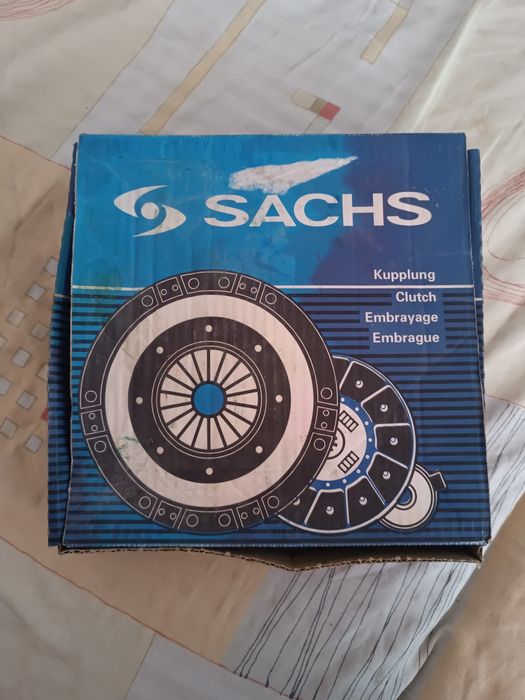 SACHS
Kupplung
Clutch
Embrayage
Embrague